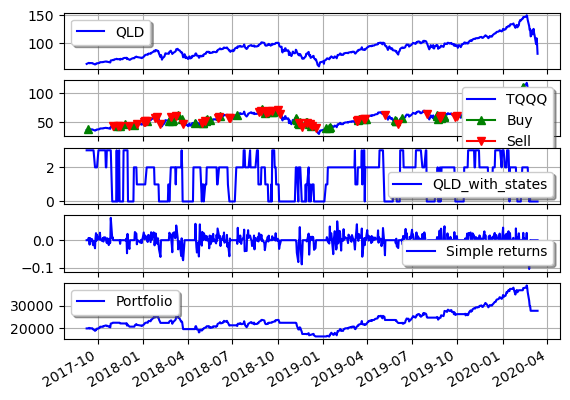 150
QLD
100
100
TQQQ
Buy
50
Sell
2
QLD_with_states
0
0.0
Simple returns
−0.1
Portfolio
30000
20000
2017-10 2018-01 2018-04 2018-07 2018-10 2019-01 2019-04 2019-07 2019-10 2020-01 2020-04